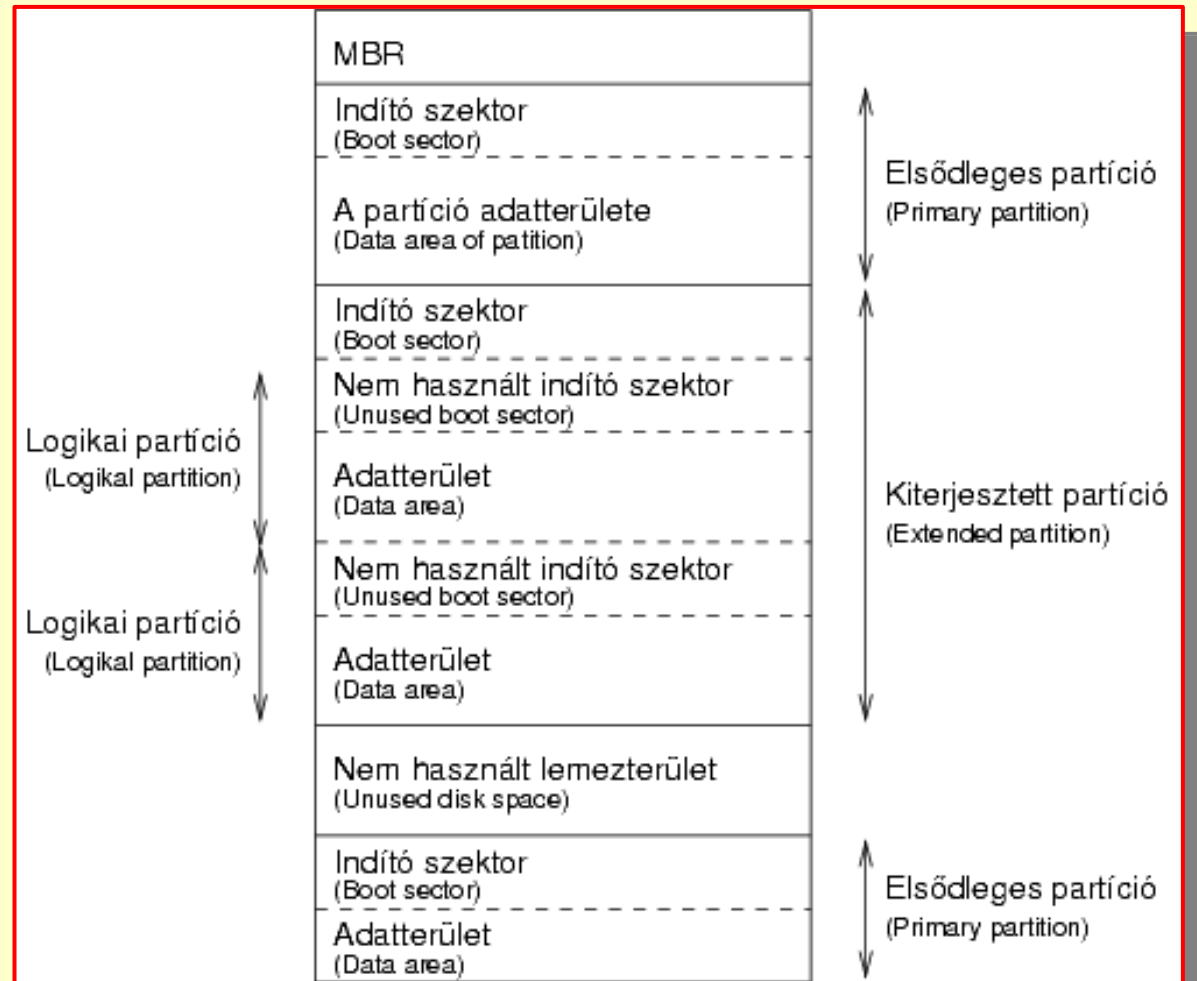 MBR
Indító szektor
(Boot sector)
A partíció adatterülete
(Data area of patition)
Elsődleges partíció
(Primary partition)
Indító szektor
(Boot sector)
Nem használt indító szektor
(Unused boot sector)
Logikai partíció
(Logikal partition)
Adatterület
(Data area)
Kiterjesztett partíció
(Extended partition)
Nem használt indító szektor
(Unused boot sector)
Logikai partíció
(Logikal partition)
Adatterület
(Data area)
Nem használt lemezterület
(Unused disk space)
Indító szektor
(Boot sector)
Elsődleges partíció
(Primary partition)
Adatterület
(Data area)